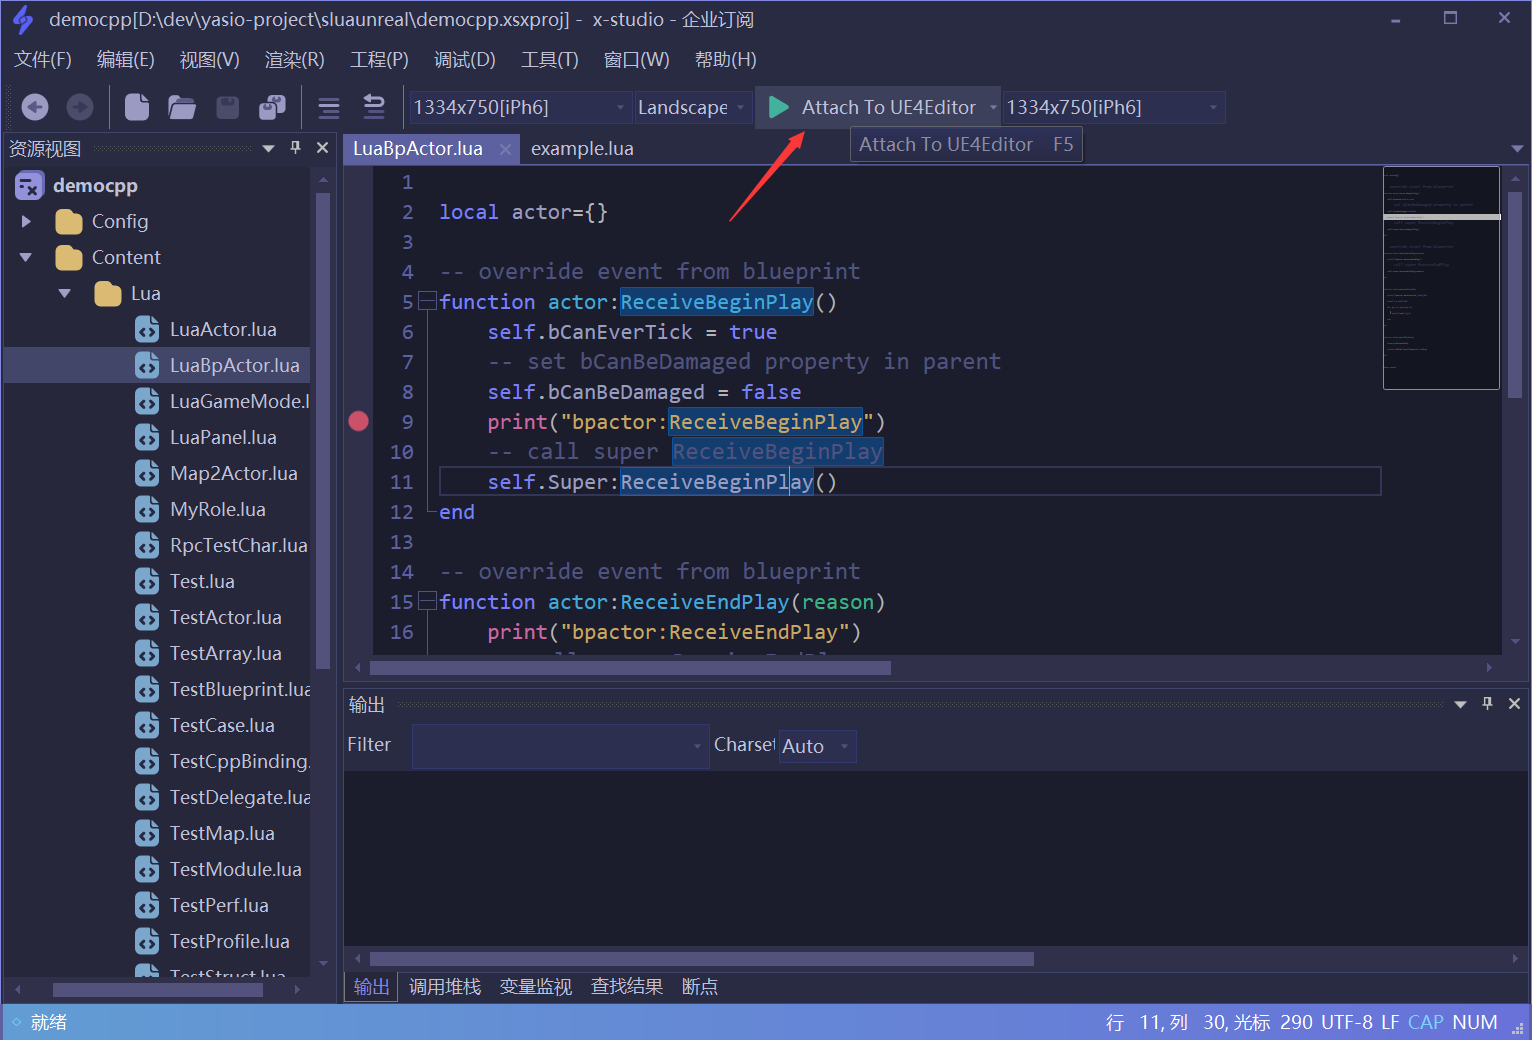 democpp[D:\dev\yasio-project\sluaunreal\democpp.xsxproj] - x-studio - 企业订阅
文件(F) 编辑(E) 视图(V) 渲染(R) 工程(P) 调试(D) 工具(T) 窗口(W) 帮助(H)
1334x750[iPh6] Landscape Attach To UE4Editor 1334x750[iPh6]
Attach To UE4Editor F5
资源视图
democpp
Config
Content
Lua
LuaActor.lua
LuaBpActor.lua
LuaGameMode.l
LuaPanel.lua
Map2Actor.lua
MyRole.lua
RpcTestChar.lua
Test.lua
TestActor.lua
TestArray.lua
TestBlueprint.lua
TestCase.lua
TestCppBinding.
TestDelegate.lua
TestMap.lua
TestModule.lua
TestPerf.lua
TestProfile.lua
TestStruct.lua
LuaBpActor.lua example.lua
1
2 local actor={}
3
4 -- override event from blueprint
5 function actor:ReceiveBeginPlay()
6 self.bCanEverTick = true
7 -- set bCanBeDamaged property in parent
8 self.bCanBeDamaged = false
9 print("bpactor:ReceiveBeginPlay")
10 -- call super ReceiveBeginPlay
11 self.Super:ReceiveBeginPlay()
12 end
13
14 -- override event from blueprint
15 function actor:ReceiveEndPlay(reason)
16 print("bpactor:ReceiveEndPlay")
输出
Filter Charset Auto
输出 调用堆栈 变量监视 查找结果 断点
就绪 行 11, 列 30, 光标 290 UTF-8 LF CAP NUM